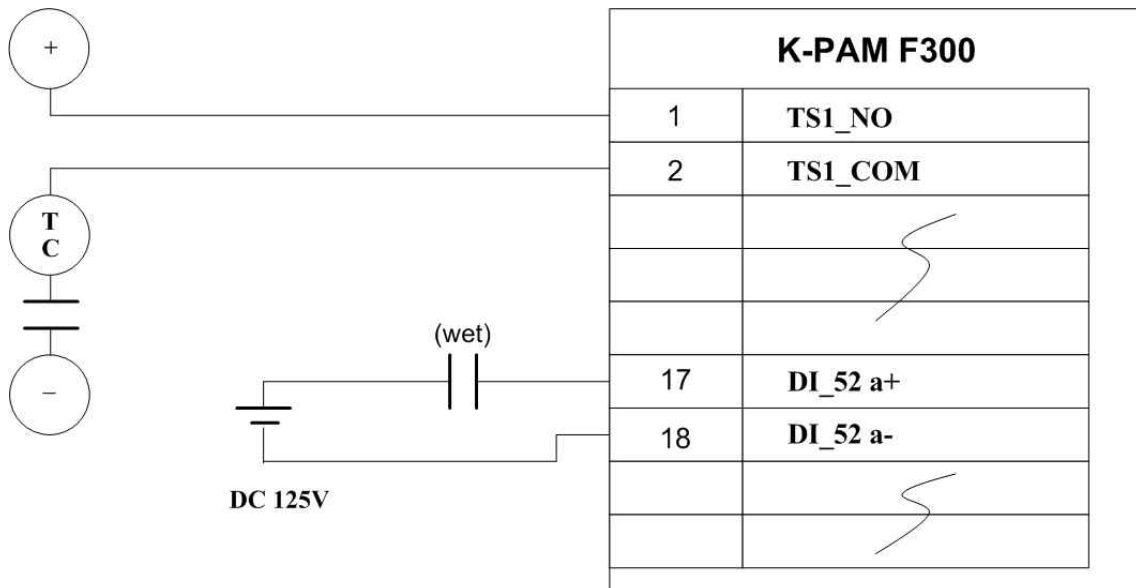 +
K-PAM F300
1 TS1_NO
2 TS1_COM
T
C
(wet)
−
17 DI_52 a+
18 DI_52 a-
DC 125V